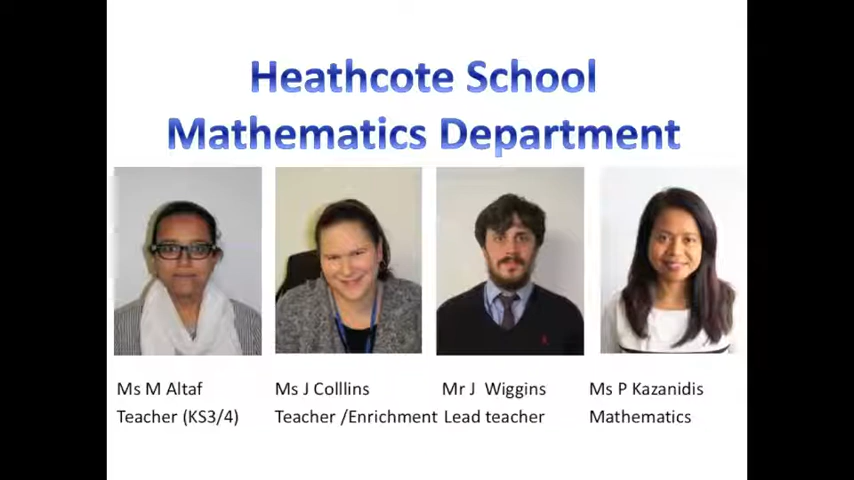 Heathcote School
Mathematics Department
Ms M Altaf
Teacher (KS3/4)
Ms J Colllins
Teacher /Enrichment
Mr J Wiggins
Lead teacher
Ms P Kazanidis
Mathematics